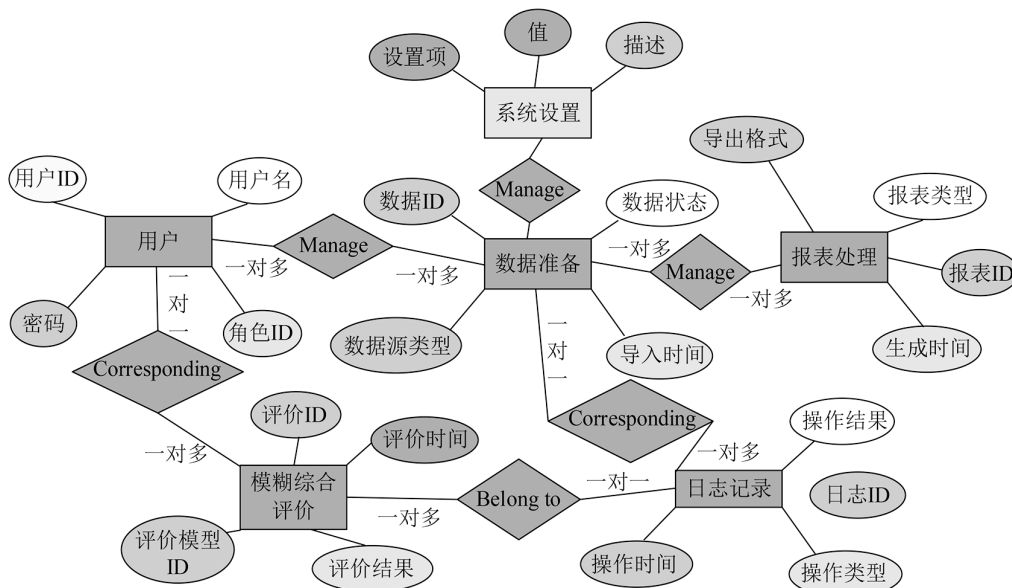 值
设置项
描述
系统设置
导出格式
用户ID
用户名
数据ID
Manage
数据状态
报表类型
用户
一对多
Manage
一对多
数据准备
一对多
Manage
一对多
报表处理
报表ID
密码
一对一
角色ID
数据源类型
一对一
导入时间
生成时间
Corresponding
一对多
评价ID
评价时间
Corresponding
一对多
操作结果
模糊综合
评价
一对多
Belong to
一对一
日志记录
日志ID
评价模型
ID
评价结果
操作时间
操作类型